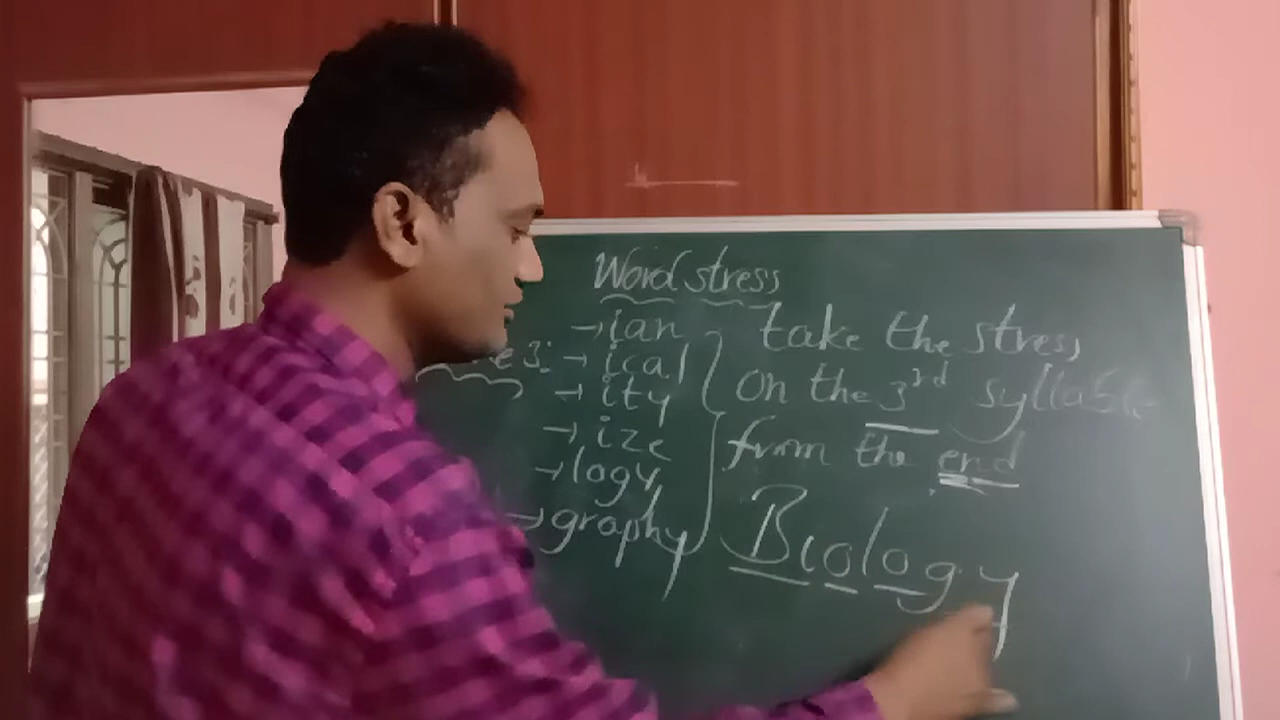 Word stress
→ian
e 3: →ical
→ity
→ize
→logy
→graphy
take the stress
on the 3rd syllable
from the end
Biology